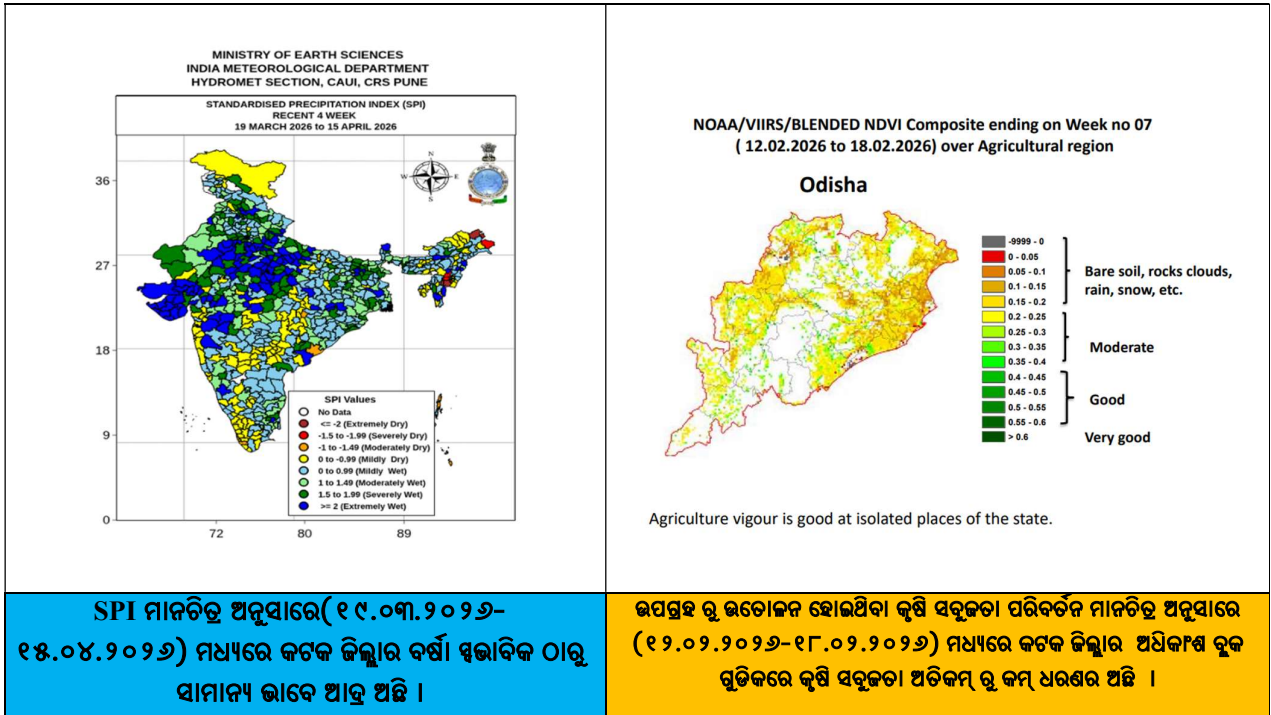 MINISTRY OF EARTH SCIENCES
INDIA METEOROLOGICAL DEPARTMENT
HYDROMET SECTION, CAUI, CRS PUNE
STANDARDISED PRECIPITATION INDEX (SPI)
RECENT 4 WEEK
19 MARCH 2026 to 15 APRIL 2026
N
W E
S
36
27
18
9
0
72 80 89
SPI Values
No Data
<= -2 (Extremely Dry)
-1.5 to -1.99 (Severely Dry)
-1 to -1.49 (Moderately Dry)
0 to -0.99 (Mildly Dry)
0 to 0.99 (Mildly Wet)
1 to 1.49 (Moderately Wet)
1.5 to 1.99 (Severely Wet)
>= 2 (Extremely Wet)
NOAA/VIIRS/BLENDED NDVI Composite ending on Week no 07
( 12.02.2026 to 18.02.2026) over Agricultural region
Odisha
-9999 - 0
0 - 0.05
0.05 - 0.1
0.1 - 0.15
0.15 - 0.2
0.2 - 0.25
0.25 - 0.3
0.3 - 0.35
0.35 - 0.4
0.4 - 0.45
0.45 - 0.5
0.5 - 0.55
0.55 - 0.6
> 0.6
Bare soil, rocks clouds,
rain, snow, etc.
Moderate
Good
Very good
Agriculture vigour is good at isolated places of the state.
SPI ମାନଚିତ୍ର ଅନୁସାରେ(୧୯.୦୩.୨୦୨୬-
୧୫.୦୪.୨୦୨୬) ମଧ୍ୟରେ କଟକ ଜିଲ୍ଲାର ବର୍ଷା ସ୍ଵଭାବିକ ଠାରୁ
ସାମାନ୍ୟ ଭାବେ ଆଦ୍ର ଅଛି ।
ଉପଗ୍ରହ ରୁ ଉତୋଳନ ହୋଇଥିବା କୃଷି ସବୁଜତା ପରିବର୍ତନ ମାନଚିତ୍ର ଅନୁସାରେ
(୧୨.୦୨.୨୦୨୬-୧୮.୦୨.୨୦୨୬) ମଧ୍ୟରେ କଟକ ଜିଲ୍ଲାର ଅଧିକାଂଶ ବ୍ଲକ
ଗୁଡିକରେ କୃଷି ସବୁଜତା ଅତିକମ୍ ରୁ କମ୍ ଧରଣର ଅଛି ।